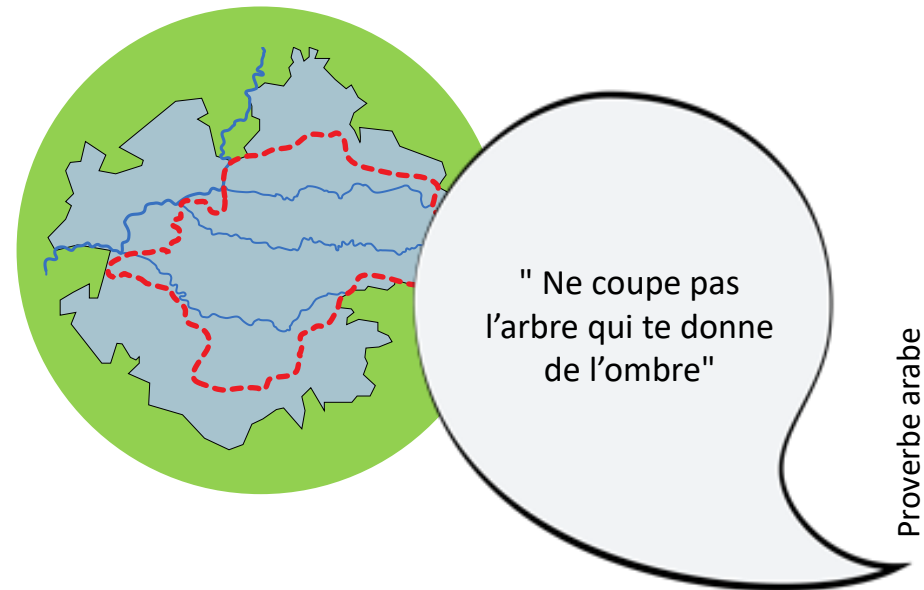 " Ne coupe pas
l’arbre qui te donne
de l’ombre"
Proverbe arabe